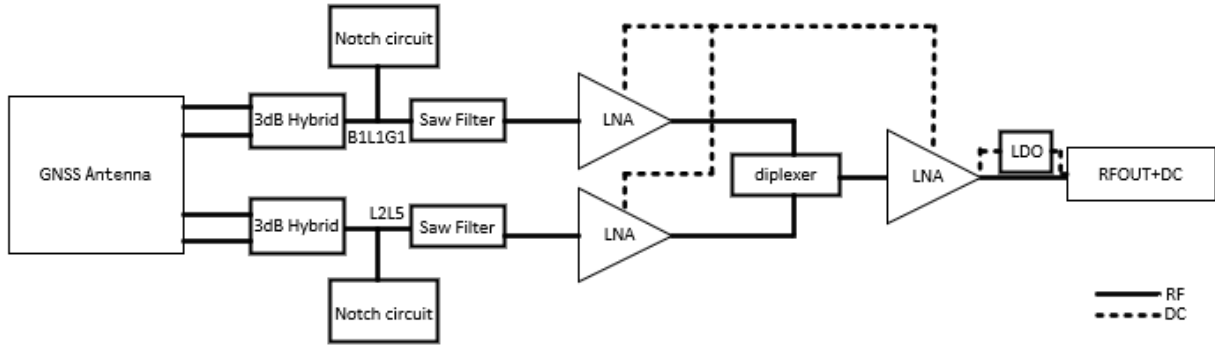 Notch circuit
3dB Hybrid
B1L1G1
Saw Filter
LNA
GNSS Antenna
diplexer
LNA
LDO
RFOUT+DC
3dB Hybrid
L2L5
Saw Filter
LNA
Notch circuit
RF
DC